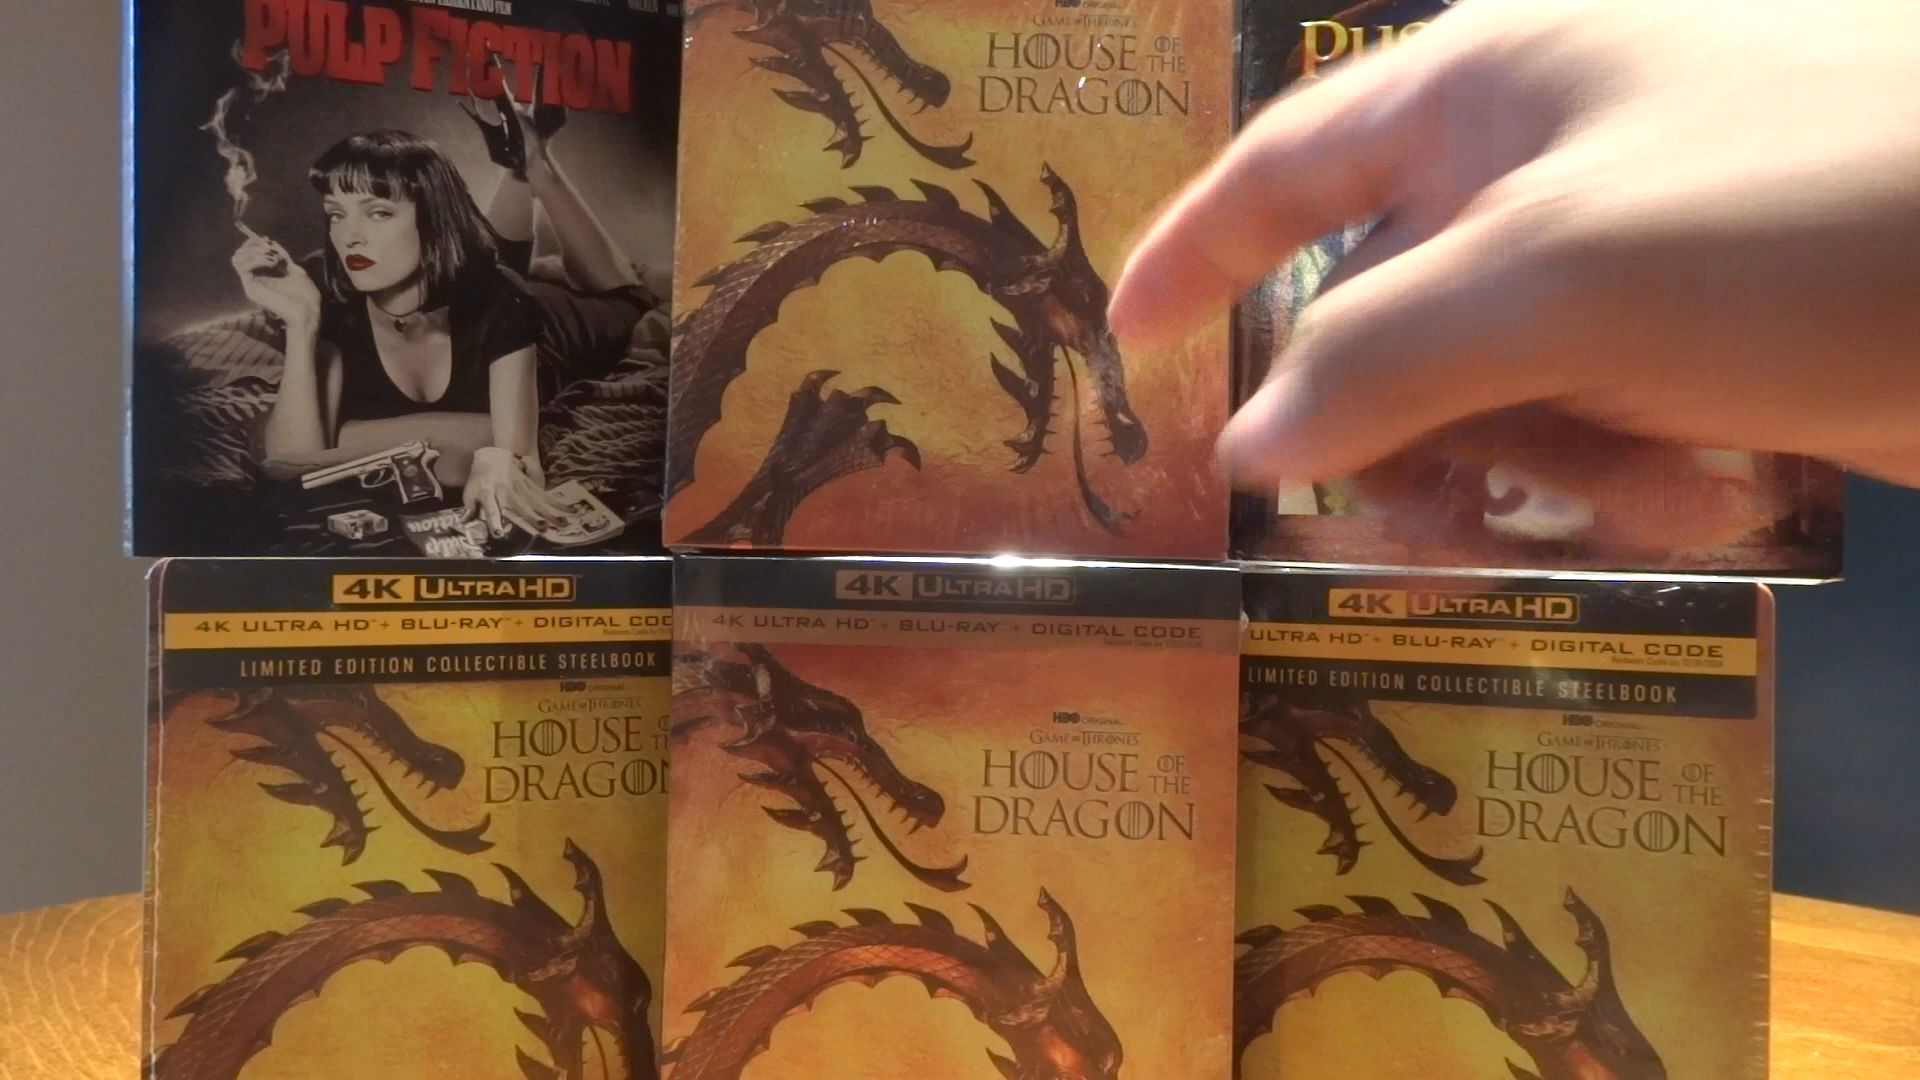 PULP FICTION
HBO ORIGINAL
GAME OF THRONES
HOUSE OF THE
DRAGON
Pulp
Fiction
4K ULTRA HD
4K ULTRA HD + BLU-RAY + DIGITAL COD
LIMITED EDITION COLLECTIBLE STEELBOOK
HBO ORIGINAL
GAME OF THRONES
HOUSE
DRAGON
4K ULTRA HD
4K ULTRA HD + BLU-RAY + DIGITAL CODE
HBO ORIGINAL
GAME OF THRONES
HOUSE OF THE
DRAGON
4K ULTRA HD
ULTRA HD + BLU-RAY + DIGITAL CODE
LIMITED EDITION COLLECTIBLE STEELBOOK
HBO ORIGINAL
GAME OF THRONES
HOUSE OF THE
DRAGON